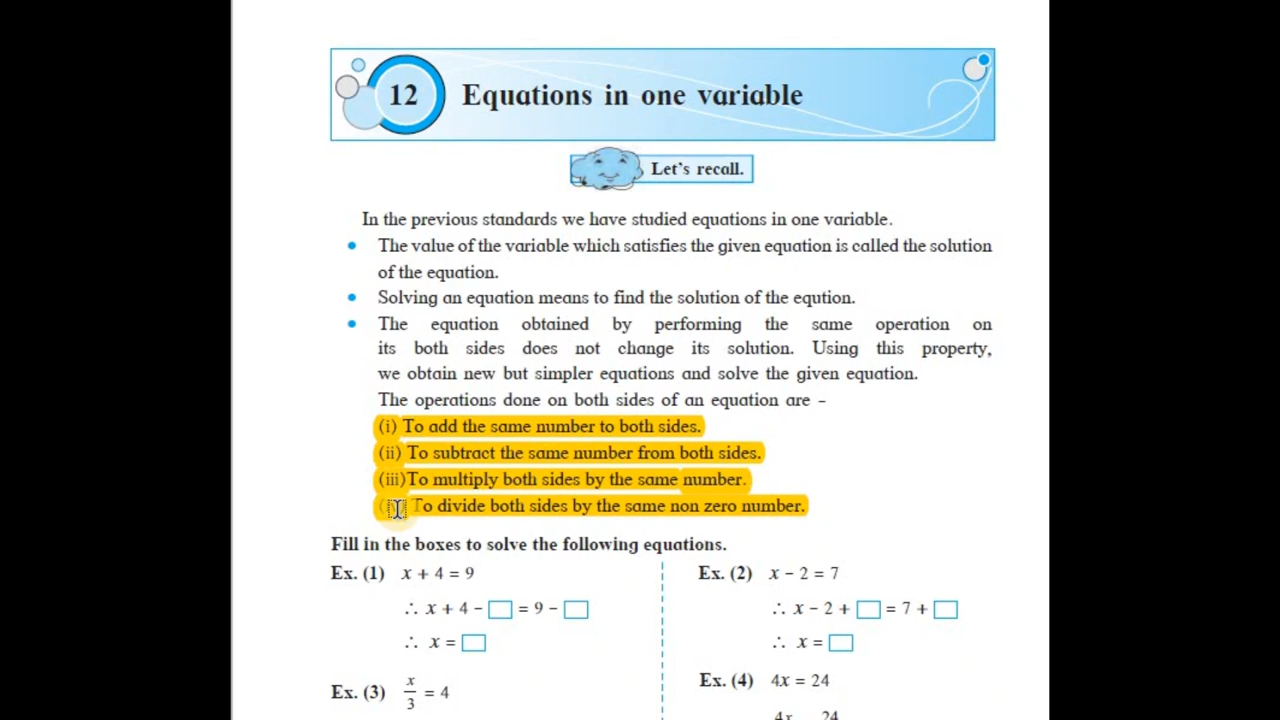 12 Equations in one variable
Let's recall.
In the previous standards we have studied equations in one variable.
• The value of the variable which satisfies the given equation is called the solution
of the equation.
• Solving an equation means to find the solution of the eqution.
• The equation obtained by performing the same operation on
its both sides does not change its solution. Using this property,
we obtain new but simpler equations and solve the given equation.
The operations done on both sides of an equation are -
(i) To add the same number to both sides.
(ii) To subtract the same number from both sides.
(iii)To multiply both sides by the same number.
To divide both sides by the same non zero number.
Fill in the boxes to solve the following equations.
Ex. (1) x + 4 = 9
∴ x + 4 - □ = 9 - □
∴ x = □
Ex. (3) x/3 = 4
Ex. (2) x - 2 = 7
∴ x - 2 + □ = 7 + □
∴ x = □
Ex. (4) 4x = 24
4x 24